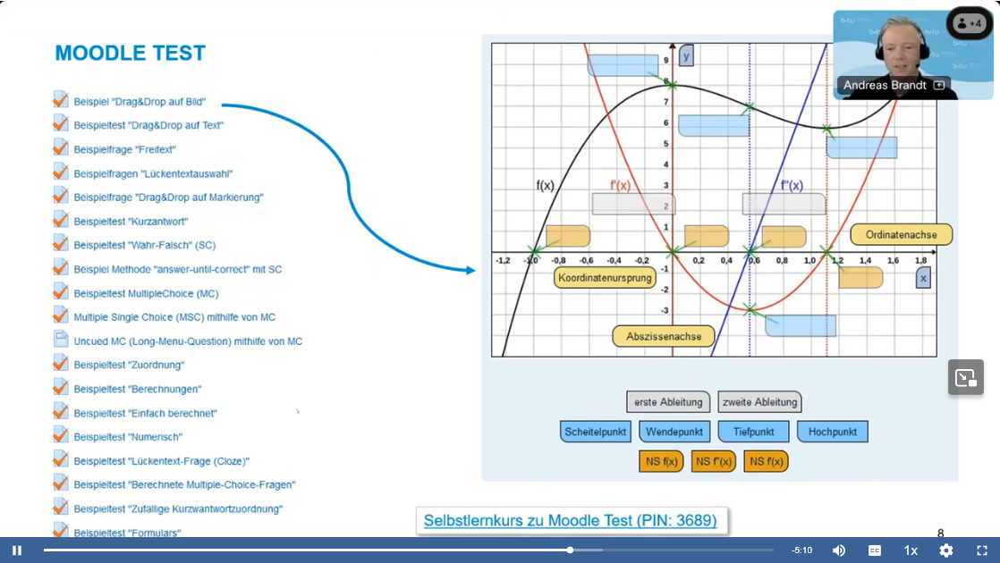 MOODLE TEST
Beispiel "Drag&Drop auf Bild"
Beispieltest "Drag&Drop auf Text"
Beispielfrage "Freitext"
Beispielfragen "Lückentextauswahl"
Beispielfrage "Drag&Drop auf Markierung"
Beispieltest "Kurzantwort"
Beispieltest "Wahr-Falsch" (SC)
Beispiel Methode "answer-until-correct" mit SC
Beispieltest MultipleChoice (MC)
Multiple Single Choice (MSC) mithilfe von MC
Uncued MC (Long-Menu-Question) mithilfe von MC
Beispieltest "Zuordnung"
Beispieltest "Berechnungen"
Beispieltest "Einfach berechnet"
Beispieltest "Numerisch"
Beispieltest "Lückentext-Frage (Cloze)"
Beispieltest "Berechnete Multiple-Choice-Fragen"
Beispieltest "Zufällige Kurzwantwortzuordnung"
Beispieltest "Formulars"
+4
Andreas Brandt
y
9
8
7
6
5
4
3
2
1
-1
-2
-3
f(x)
f'(x)
f''(x)
Ordinatenachse
-1,2 -1,0 -0,8 -0,6 -0,4 -0,2 0,2 0,4 0,6 0,8 1,0 1,2 1,4 1,6 1,8
Koordinatenursprung
x
Abszissenachse
erste Ableitung
zweite Ableitung
Scheitelpunkt
Wendepunkt
Tiefpunkt
Hochpunkt
NS f(x)
NS f''(x)
NS f'(x)
Selbstlernkurs zu Moodle Test (PIN: 3689)
8
-5:10
CC
1x